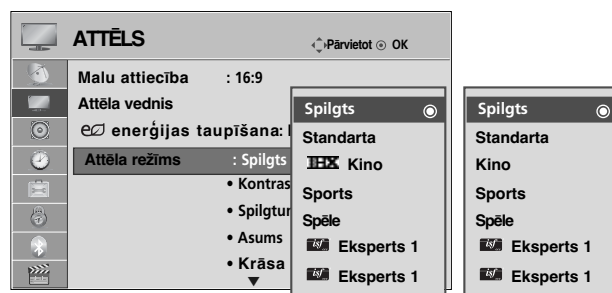 ATTĒLS
Pārvietot OK
Malu attiecība : 16:9
Attēla vednis
enerģijas taupīšana:
Attēla režīms : Spilgts
• Kontras
• Spilgtu
• Asums
• Krāsa
Spilgts
Standarta
THX Kino
Sports
Spēle
isf Eksperts 1
isf Eksperts 1
Spilgts
Standarta
Kino
Sports
Spēle
isf Eksperts 1
isf Eksperts 1